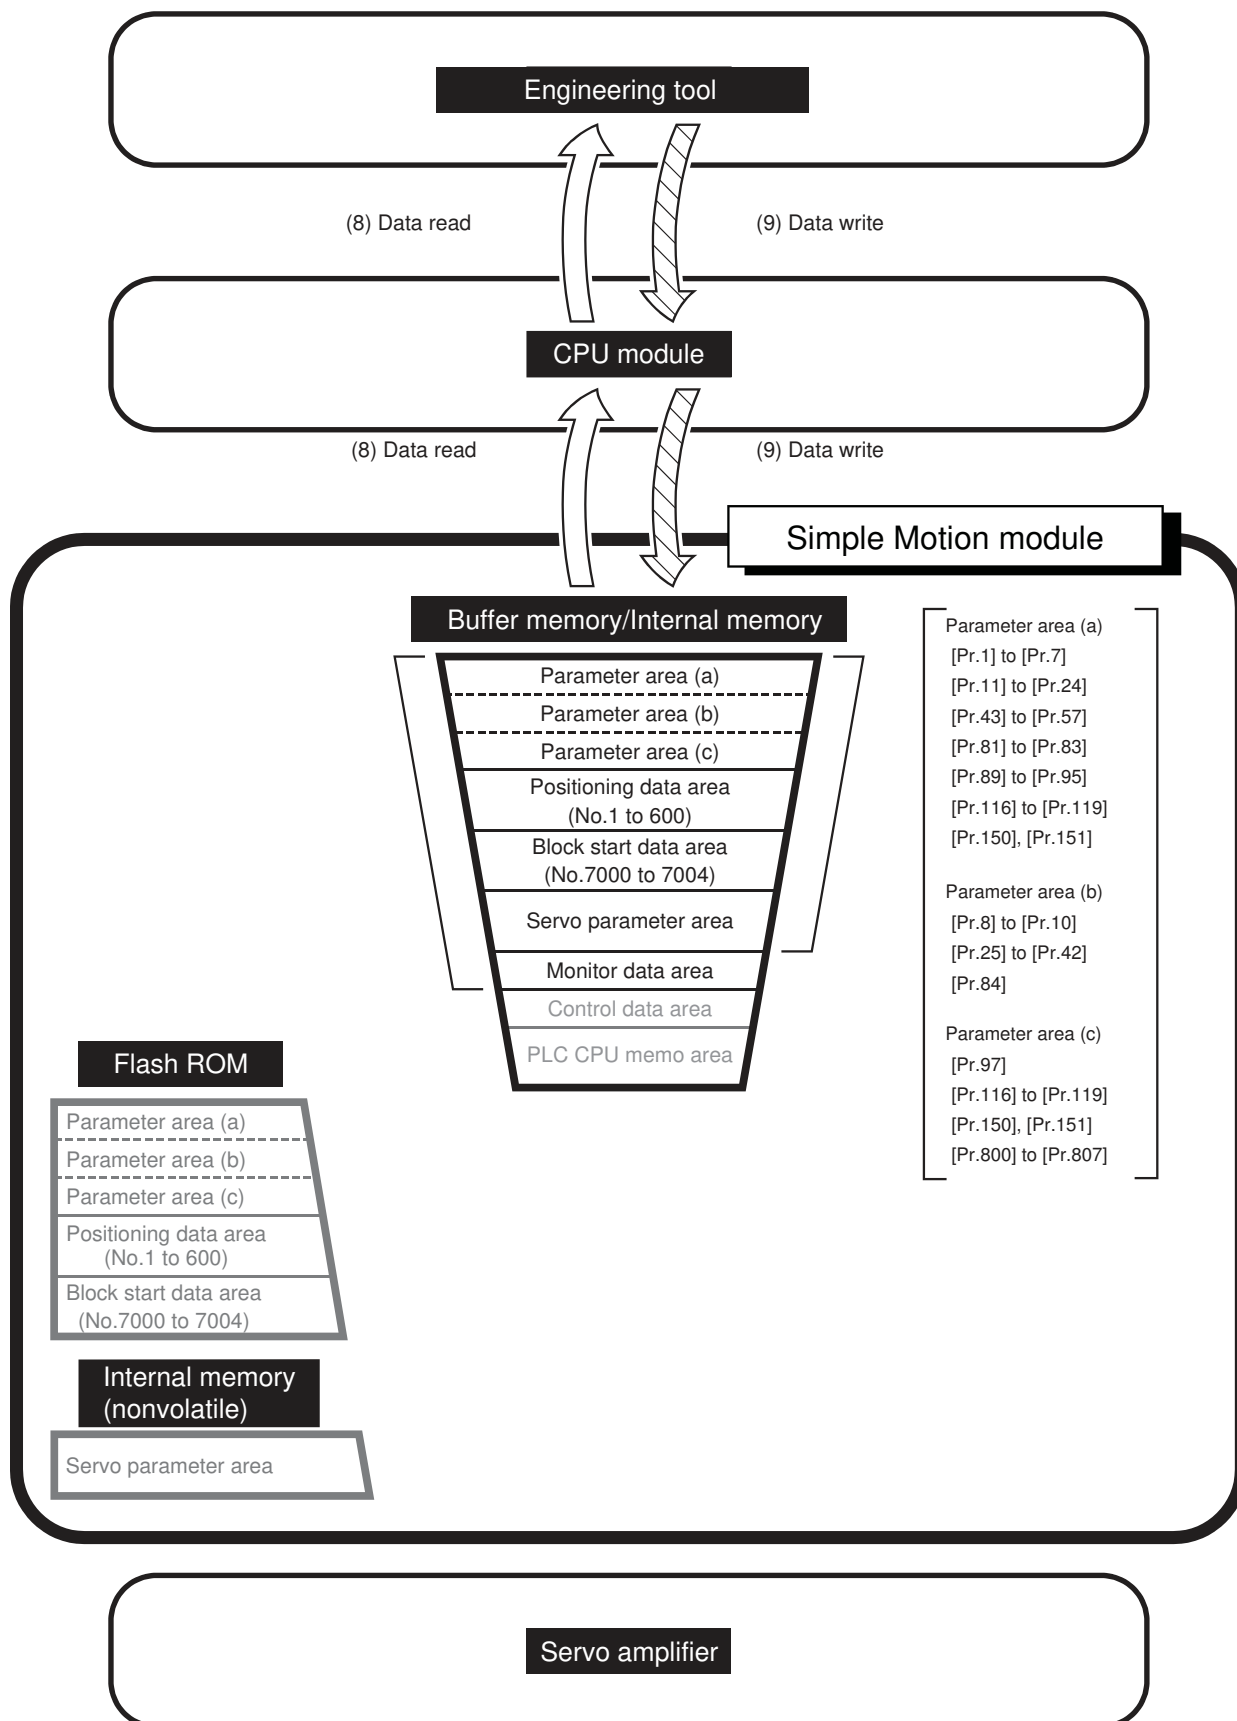 Engineering tool
(8) Data read
(9) Data write
CPU module
(8) Data read
(9) Data write
Simple Motion module
Buffer memory/Internal memory
Parameter area (a)
Parameter area (b)
Parameter area (c)
Positioning data area
(No.1 to 600)
Block start data area
(No.7000 to 7004)
Servo parameter area
Monitor data area
Control data area
PLC CPU memo area
Parameter area (a)
[Pr.1] to [Pr.7]
[Pr.11] to [Pr.24]
[Pr.43] to [Pr.57]
[Pr.81] to [Pr.83]
[Pr.89] to [Pr.95]
[Pr.116] to [Pr.119]
[Pr.150], [Pr.151]
Parameter area (b)
[Pr.8] to [Pr.10]
[Pr.25] to [Pr.42]
[Pr.84]
Parameter area (c)
[Pr.97]
[Pr.116] to [Pr.119]
[Pr.150], [Pr.151]
[Pr.800] to [Pr.807]
Flash ROM
Parameter area (a)
Parameter area (b)
Parameter area (c)
Positioning data area
(No.1 to 600)
Block start data area
(No.7000 to 7004)
Internal memory
(nonvolatile)
Servo parameter area
Servo amplifier